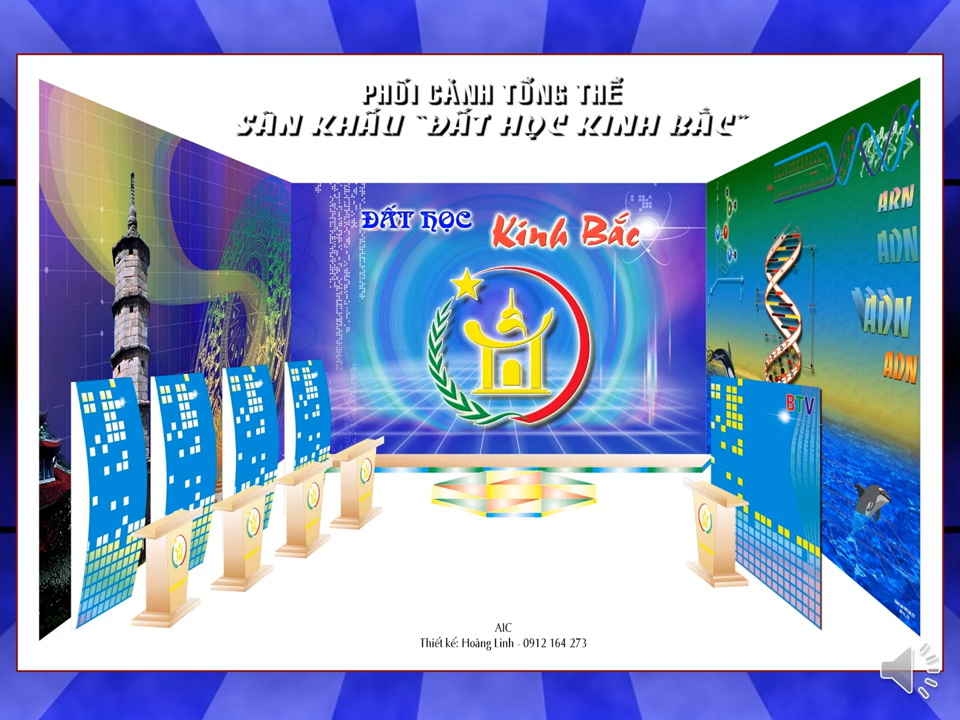 PHỐI CẢNH TỔNG THỂ
SÂN KHẤU "ĐẤT HỌC KINH BẮC"
ĐẤT HỌC Kinh Bắc
ARN
ADN
ADN
ADN
BTV
AIC
Thiết kế: Hoàng Linh - 0912 164 273